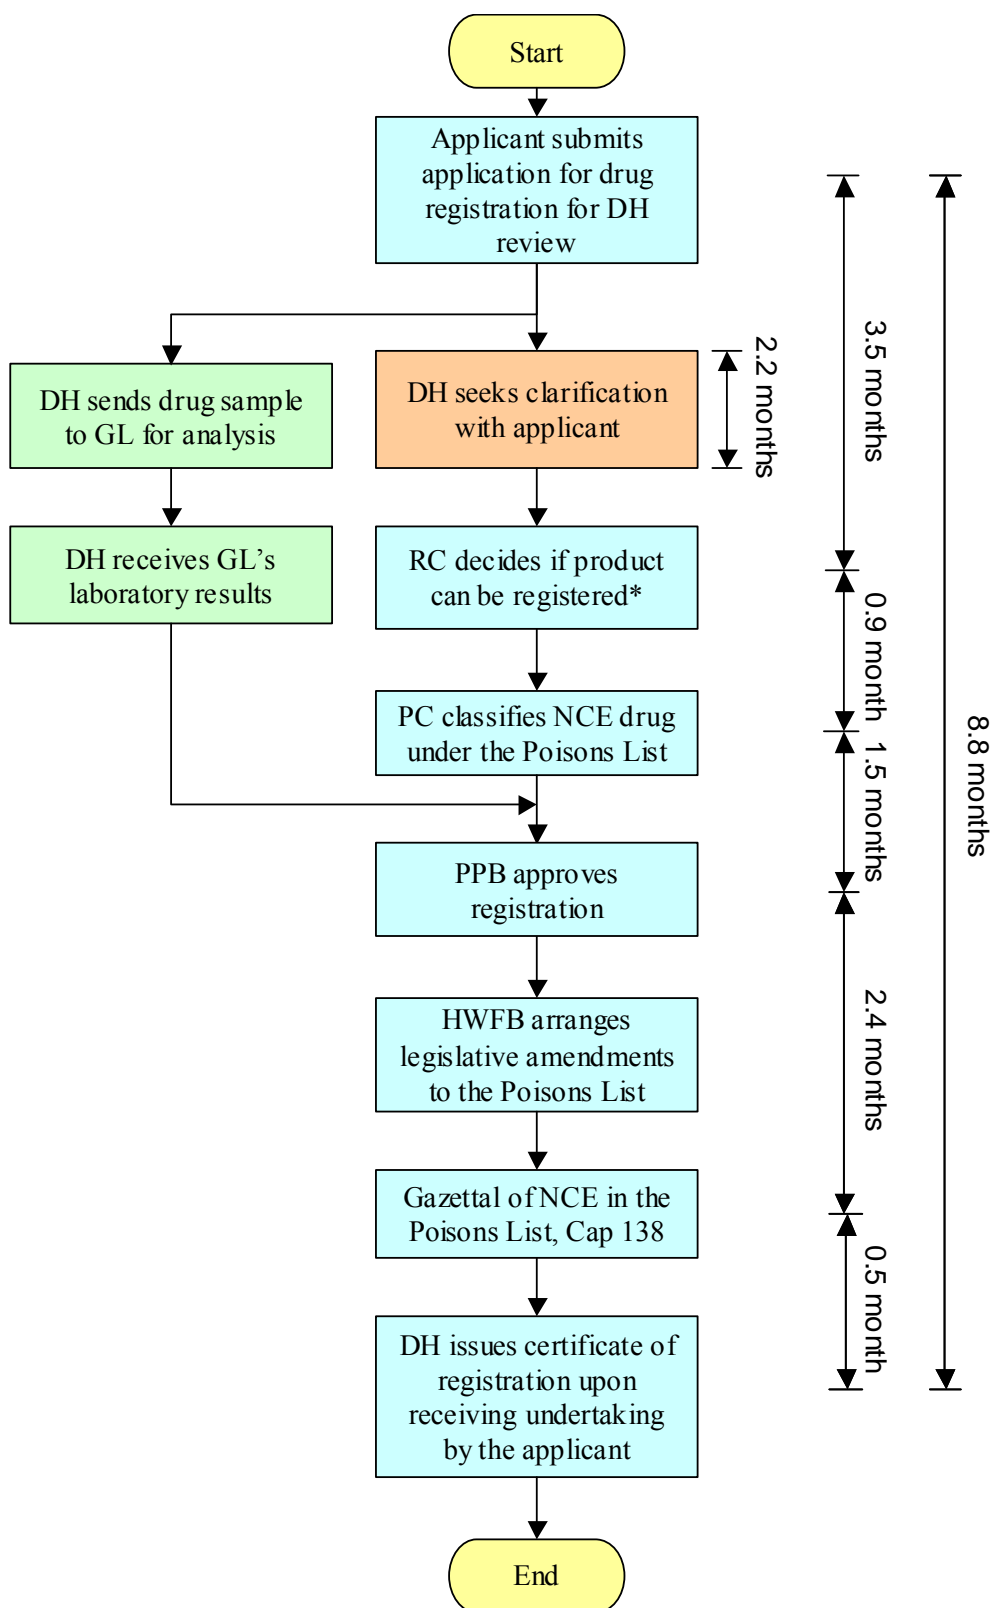 Start
Applicant submits
application for drug
registration for DH
review
DH sends drug sample
to GL for analysis
DH seeks clarification
with applicant
2.2 months
3.5 months
DH receives GL’s
laboratory results
RC decides if product
can be registered*
0.9 month
PC classifies NCE drug
under the Poisons List
1.5 months
8.8 months
PPB approves
registration
HWFB arranges
legislative amendments
to the Poisons List
2.4 months
Gazettal of NCE in the
Poisons List, Cap 138
0.5 month
DH issues certificate of
registration upon
receiving undertaking
by the applicant
End